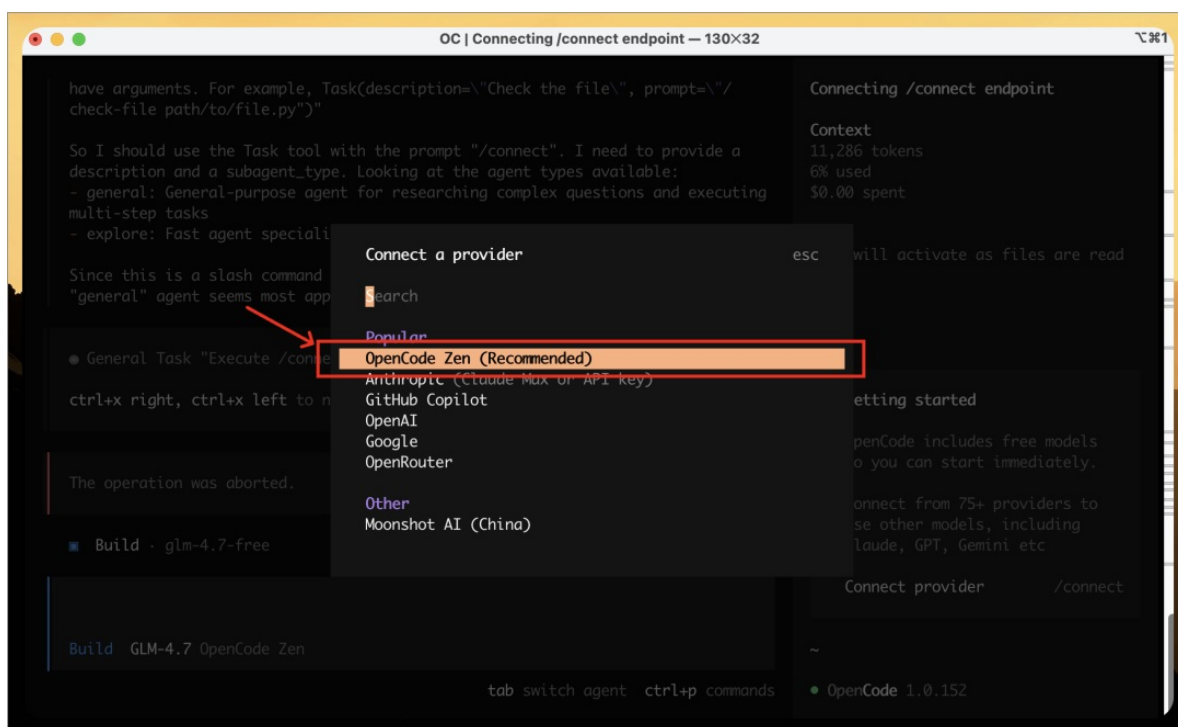 OC | Connecting /connect endpoint — 130×32
⌥⌘1
have arguments. For example, Task(description=\"Check the file\", prompt=\"/
check-file path/to/file.py")"
So I should use the Task tool with the prompt "/connect". I need to provide a
description and a subagent_type. Looking at the agent types available:
- general: General-purpose agent for researching complex questions and executing
multi-step tasks
- explore: Fast agent speciali
Since this is a slash command
"general" agent seems most app
General Task "Execute /conne
ctrl+x right, ctrl+x left to n
The operation was aborted.
Build · glm-4.7-free
Build GLM-4.7 OpenCode Zen
tab switch agent ctrl+p commands
Connect a provider esc
Search
Popular
OpenCode Zen (Recommended)
Anthropic (Claude Max or API key)
GitHub Copilot
OpenAI
Google
OpenRouter
Other
Moonshot AI (China)
Connecting /connect endpoint
Context
11,286 tokens
6% used
$0.00 spent
will activate as files are read
etting started
penCode includes free models
o you can start immediately.
onnect from 75+ providers to
se other models, including
laude, GPT, Gemini etc
Connect provider /connect
~
OpenCode 1.0.152